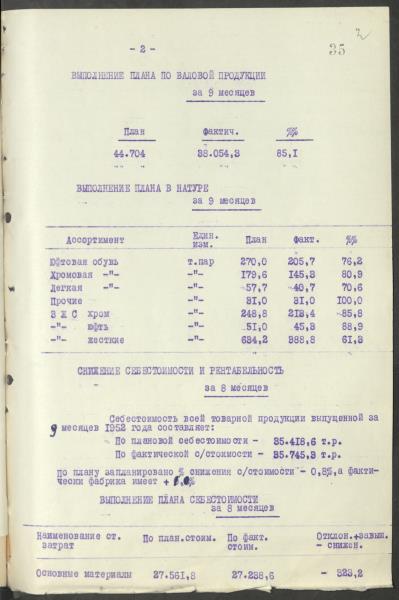 2
- 2 -
35
ВЫПОЛНЕНИЕ ПЛАНА ПО ВАЛОВОЙ ПРОДУКЦИИ
за 9 месяцев
План фактич. %%
44.704 38.054,3 85,1
ВЫПОЛНЕНИЕ ПЛАНА В НАТУРЕ
за 9 месяцев
Ассортимент Един. изм. План факт. %%
Юфтовая обувь т.пар 270,0 205,7 76,2
Хромовая -"- -"- 179,6 145,3 80,9
Легкая -"- -"- 57,7 40,7 70,6
Прочие -"- 31,0 31,0 100,0
З Ж С хром -"- 248,8 213,4 85,8
-"- юфть -"- 51,0 45,3 88,9
-"- жесткие -"- 634,2 388,8 61,3
СНИЖЕНИЕ СЕБЕСТОИМОСТИ И РЕНТАБЕЛЬНОСТЬ
за 8 месяцев
Себестоимость всей товарной продукции выпущенной за
9 месяцев 1952 года составляет:
По плановой себестоимости - 35.418,6 т.р.
По фактической с/стоимости - 35.745,3 т.р.
по плану запланировано % снижения с/стоимости - 0,8%, а факти-
чески фабрика имеет +
ВЫПОЛНЕНИЕ ПЛАНА СЕБЕСТОИМОСТИ
за 8 месяцев
Наименование ст. затрат По план.стоим. По факт. стоим. Отклон.+завыш. - снижен.
Основные материалы 27.561,8 27.238,6 - 323,2